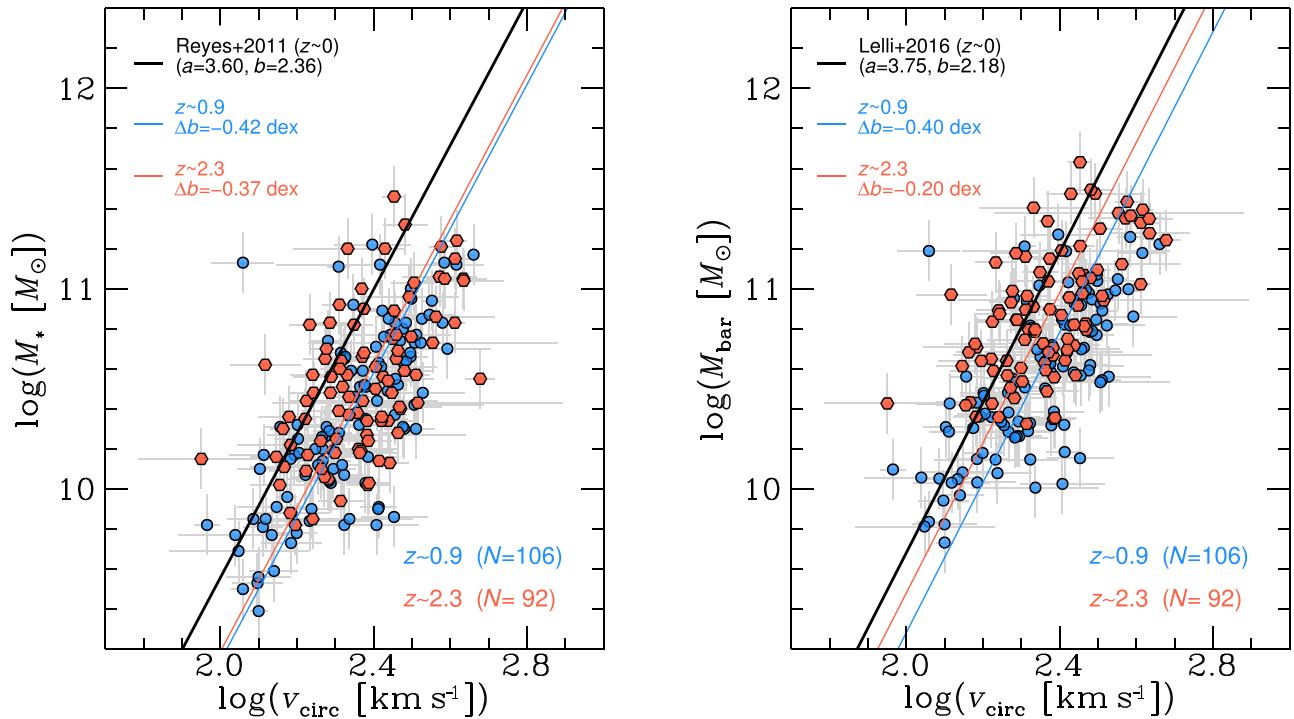 Reyes+2011 (z~0)
(a=3.60, b=2.36)
z~0.9
Δb=−0.42 dex
z~2.3
Δb=−0.37 dex
12
11
10
log(M* [M⊙])
z~0.9 (N=106)
z~2.3 (N= 92)
2.0 2.4 2.8
log(vcirc [km s-1])
Lelli+2016 (z~0)
(a=3.75, b=2.18)
z~0.9
Δb=−0.40 dex
z~2.3
Δb=−0.20 dex
12
11
10
log(Mbar [M⊙])
z~0.9 (N=106)
z~2.3 (N= 92)
2.0 2.4 2.8
log(vcirc [km s-1])